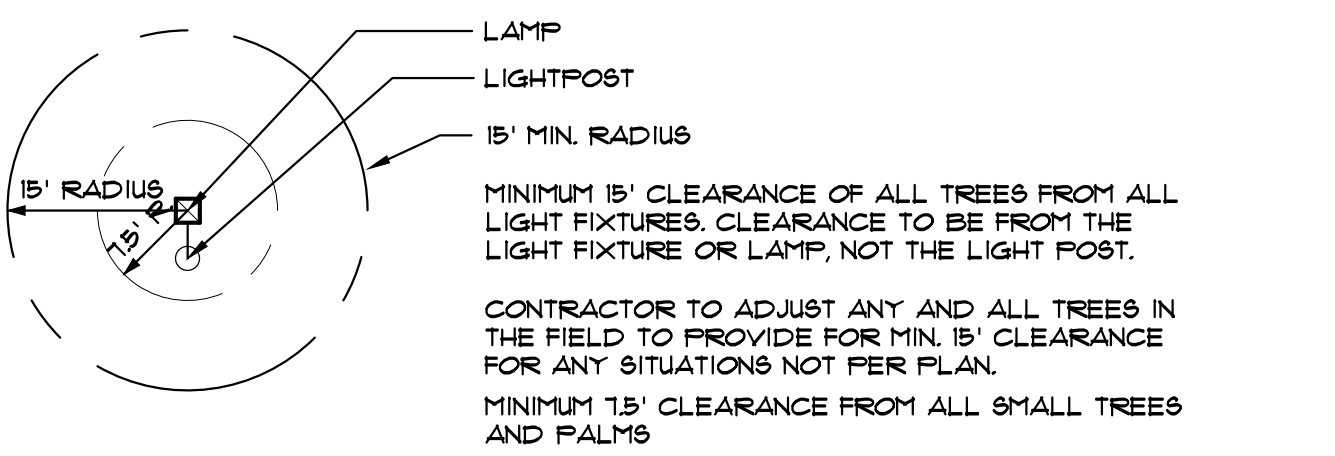 LAMP
LIGHTPOST
15' MIN. RADIUS
15' RADIUS
7.5' R.
MINIMUM 15' CLEARANCE OF ALL TREES FROM ALL
LIGHT FIXTURES. CLEARANCE TO BE FROM THE
LIGHT FIXTURE OR LAMP, NOT THE LIGHT POST.
CONTRACTOR TO ADJUST ANY AND ALL TREES IN
THE FIELD TO PROVIDE FOR MIN. 15' CLEARANCE
FOR ANY SITUATIONS NOT PER PLAN.
MINIMUM 7.5' CLEARANCE FROM ALL SMALL TREES
AND PALMS